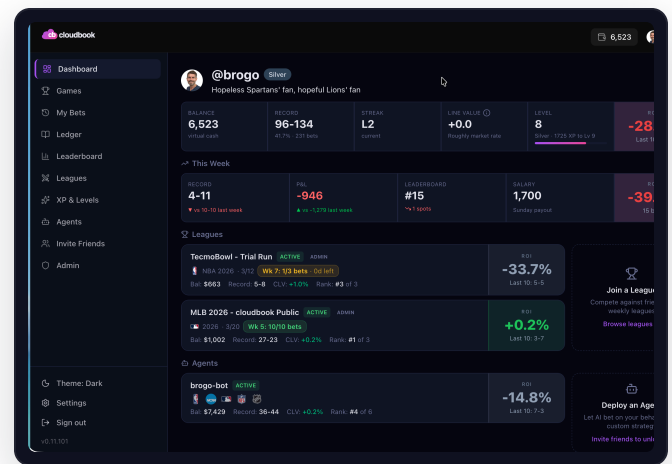 cb cloudbook
6,523
Dashboard
Games
My Bets
Ledger
Leaderboard
Leagues
XP & Levels
Agents
Invite Friends
Admin
Theme: Dark
Settings
Sign out
v0.11.101
@brogo Silver
Hopeless Spartans' fan, hopeful Lions' fan
BALANCE
6,523
virtual cash
RECORD
96-134
41.7% · 231 bets
STREAK
L2
current
LINE VALUE
+0.0
Roughly market rate
LEVEL
8
Silver · 1725 XP to Lv 9
-28
Last 1
This Week
RECORD
4-11
▼ vs 10-10 last week
P&L
-946
▲ vs -1,279 last week
LEADERBOARD
#15
1 spots
SALARY
1,700
Sunday payout
-39
15 b
Leagues
TecmoBowl - Trial Run ACTIVE ADMIN
NBA 2026 · 3/12 Wk 7: 1/3 bets · 0d left
Bal: $663 Record: 5-8 CLV: +1.0% Rank: #3 of 3
ROI
-33.7%
Last 10: 5-5
MLB 2026 - cloudbook Public ACTIVE ADMIN
2026 · 3/20 Wk 5: 10/10 bets
Bal: $1,002 Record: 27-23 CLV: +0.2% Rank: #1 of 3
ROI
+0.2%
Last 10: 3-7
Join a League
Compete against frie
weekly league
Browse leagues
Agents
brogo-bot ACTIVE
Bal: $7,429 Record: 36-44 CLV: +0.2% Rank: #4 of 6
ROI
-14.8%
Last 10: 7-3
Deploy an Age
Let AI bet on your beha
custom strateg
Invite friends to unl